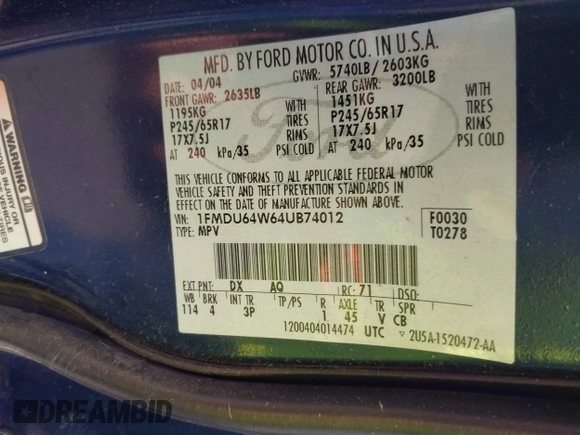 MFD. BY FORD MOTOR CO. IN U.S.A.
DATE: 04/04 GVWR: 5740LB/ 2603KG
FRONT GAWR: 2635LB REAR GAWR: 3200LB
1195KG WITH 1451KG WITH
P245/65R17 TIRES P245/65R17 TIRES
17X7.5J RIMS 17X7.5J RIMS
AT 240 kPa/35 PSI COLD AT 240 kPa/35 PSI COLD
Ford
THIS VEHICLE CONFORMS TO ALL APPLICABLE FEDERAL MOTOR
VEHICLE SAFETY AND THEFT PREVENTION STANDARDS IN
EFFECT ON THE DATE OF MANUFACTURE SHOWN ABOVE.
VIN: 1FMDU64W64UB74012 F0030
TYPE: MPV T0278
EXT PNT: DX AQ RC: 71 DSO:
WB BRK INT TR TP/PS R AXLE TR SPR
114 4 3P 1 45 V CB
1200404014474 UTC 2U5A-1520472-AA
WARNING
INJURY OR
DREAMBID